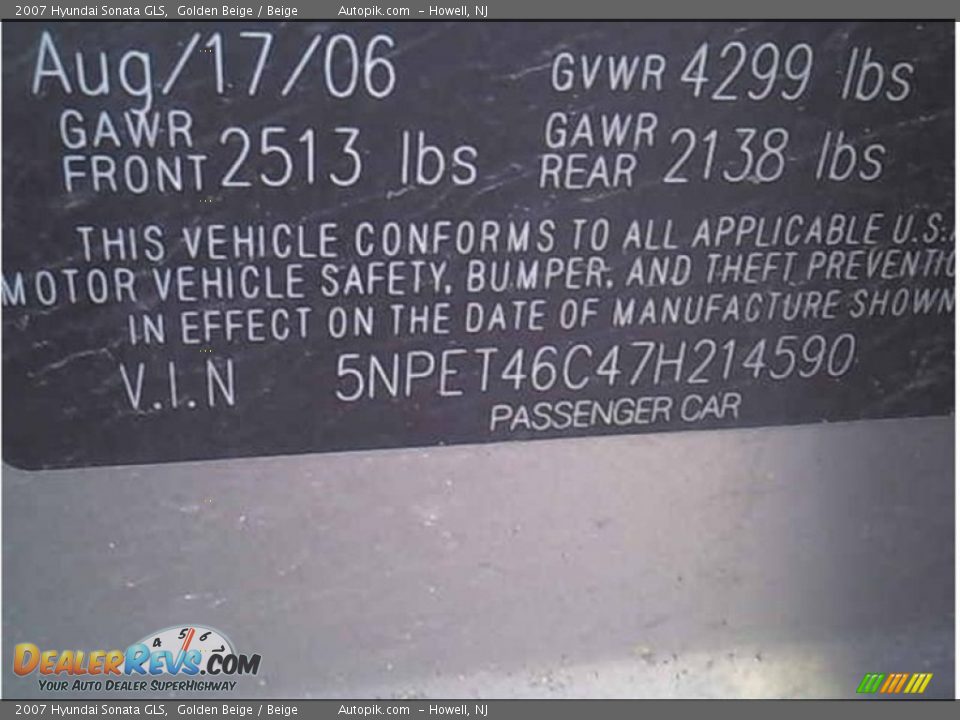 2007 Hyundai Sonata GLS, Golden Beige / Beige Autopik.com - Howell, NJ
Aug/17/06 GVWR 4299 lbs
GAWR FRONT 2513 lbs GAWR REAR 2138 lbs
THIS VEHICLE CONFORMS TO ALL APPLICABLE U.S.
MOTOR VEHICLE SAFETY, BUMPER, AND THEFT PREVENTIO
IN EFFECT ON THE DATE OF MANUFACTURE SHOWN
V.I.N 5NPET46C47H214590
PASSENGER CAR
4 5 6
DEALERREVS.COM
YOUR AUTO DEALER SUPERHIGHWAY
2007 Hyundai Sonata GLS, Golden Beige / Beige Autopik.com - Howell, NJ